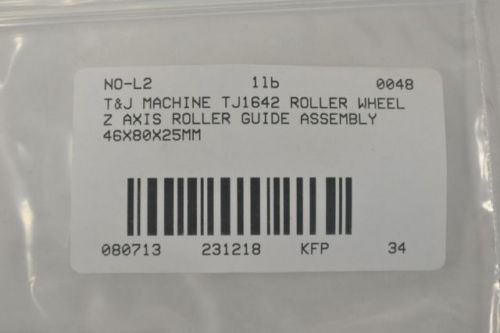 NO-L2 1lb 0048
T&J MACHINE TJ1642 ROLLER WHEEL
Z AXIS ROLLER GUIDE ASSEMBLY
46X80X25MM
080713 231218 KFP 34